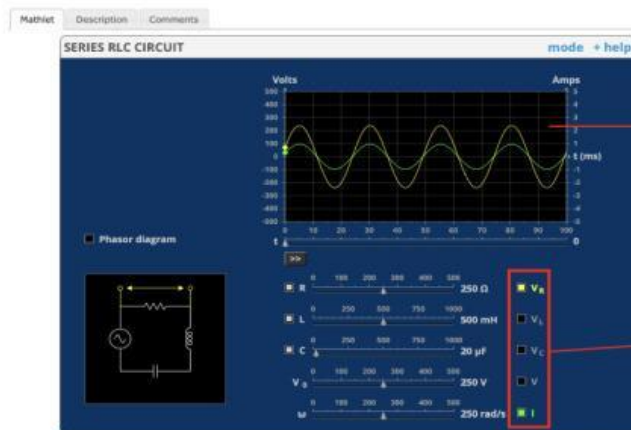 Mathlet Description Comments
SERIES RLC CIRCUIT mode + help
Volts Amps
500 5
400 4
300 3
200 2
100 1
0 t (ms)
-100 -1
-200 -2
-300 -3
-400 -4
-500 -5
0 10 20 30 40 50 60 70 80 90 100
t 0
Phasor diagram
>>
0 100 200 300 400 500
R 250 Ω V R
0 250 500 750 1000
L 500 mH V L
0 250 500 750 1000
C 20 μF V C
0 100 200 300 400 500
V 0 250 V V
0 100 200 300 400 500
ω 250 rad/s I